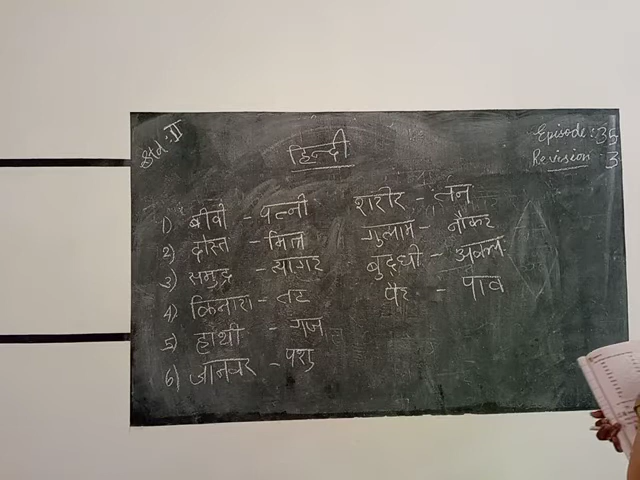 Std: II
Episode: 35
Revision 3
हिन्दी
1) बीवी - पत्नी
2) दोस्त - मित्र
3) समुद्र - सागर
4) किनारा - तट
5) हाथी - गज
6) जानवर - पशु
शरीर - तन
गुलाम - नौकर
बुद्धी - अक्ल
पैर - पाव